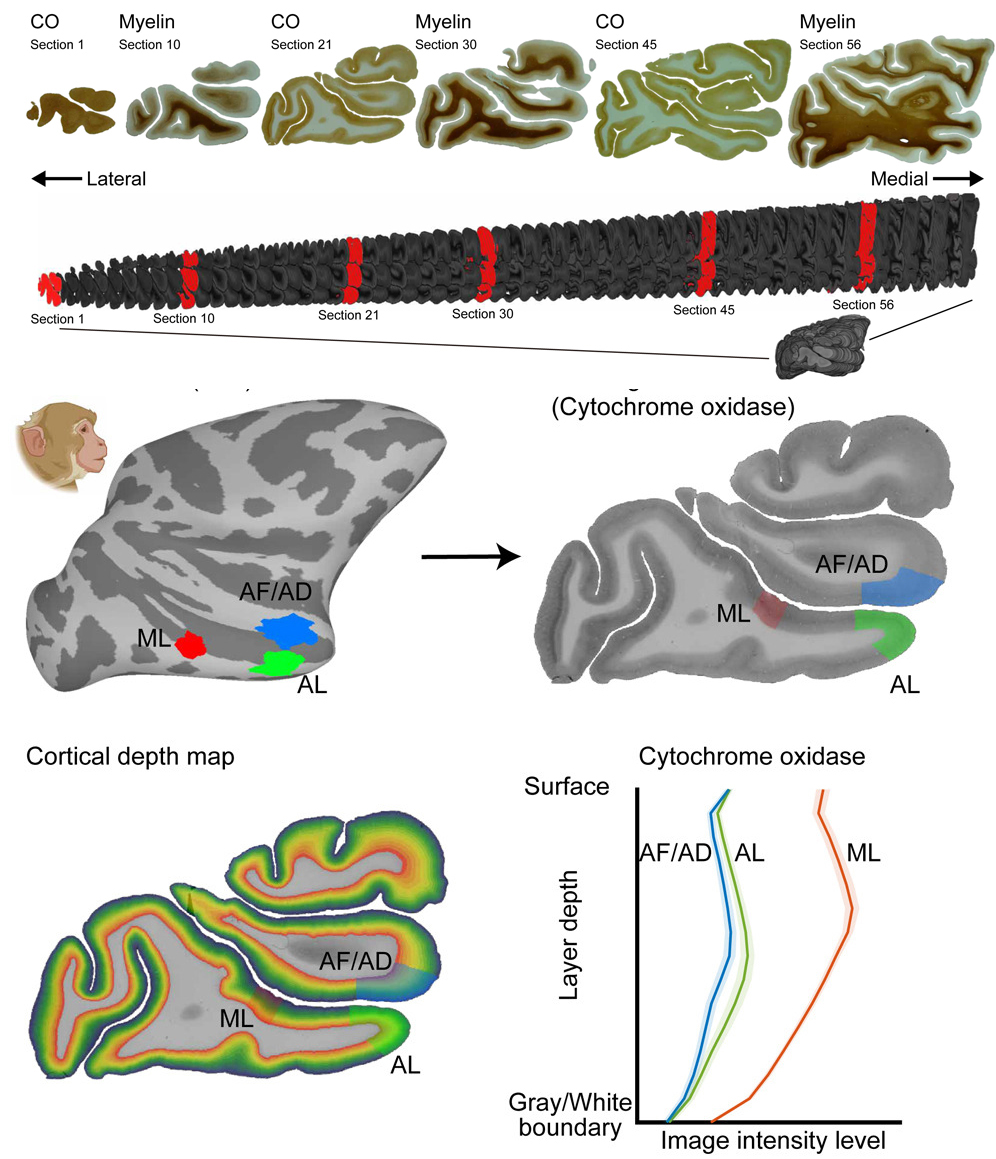 CO
Section 1
Myelin
Section 10
CO
Section 21
Myelin
Section 30
CO
Section 45
Myelin
Section 56
Lateral
Medial
Section 1
Section 10
Section 21
Section 30
Section 45
Section 56
(Cytochrome oxidase)
AF/AD
ML
AL
AF/AD
ML
AL
Cortical depth map
AF/AD
ML
AL
Cytochrome oxidase
Surface
AF/AD
AL
ML
Layer depth
Gray/White
boundary
Image intensity level